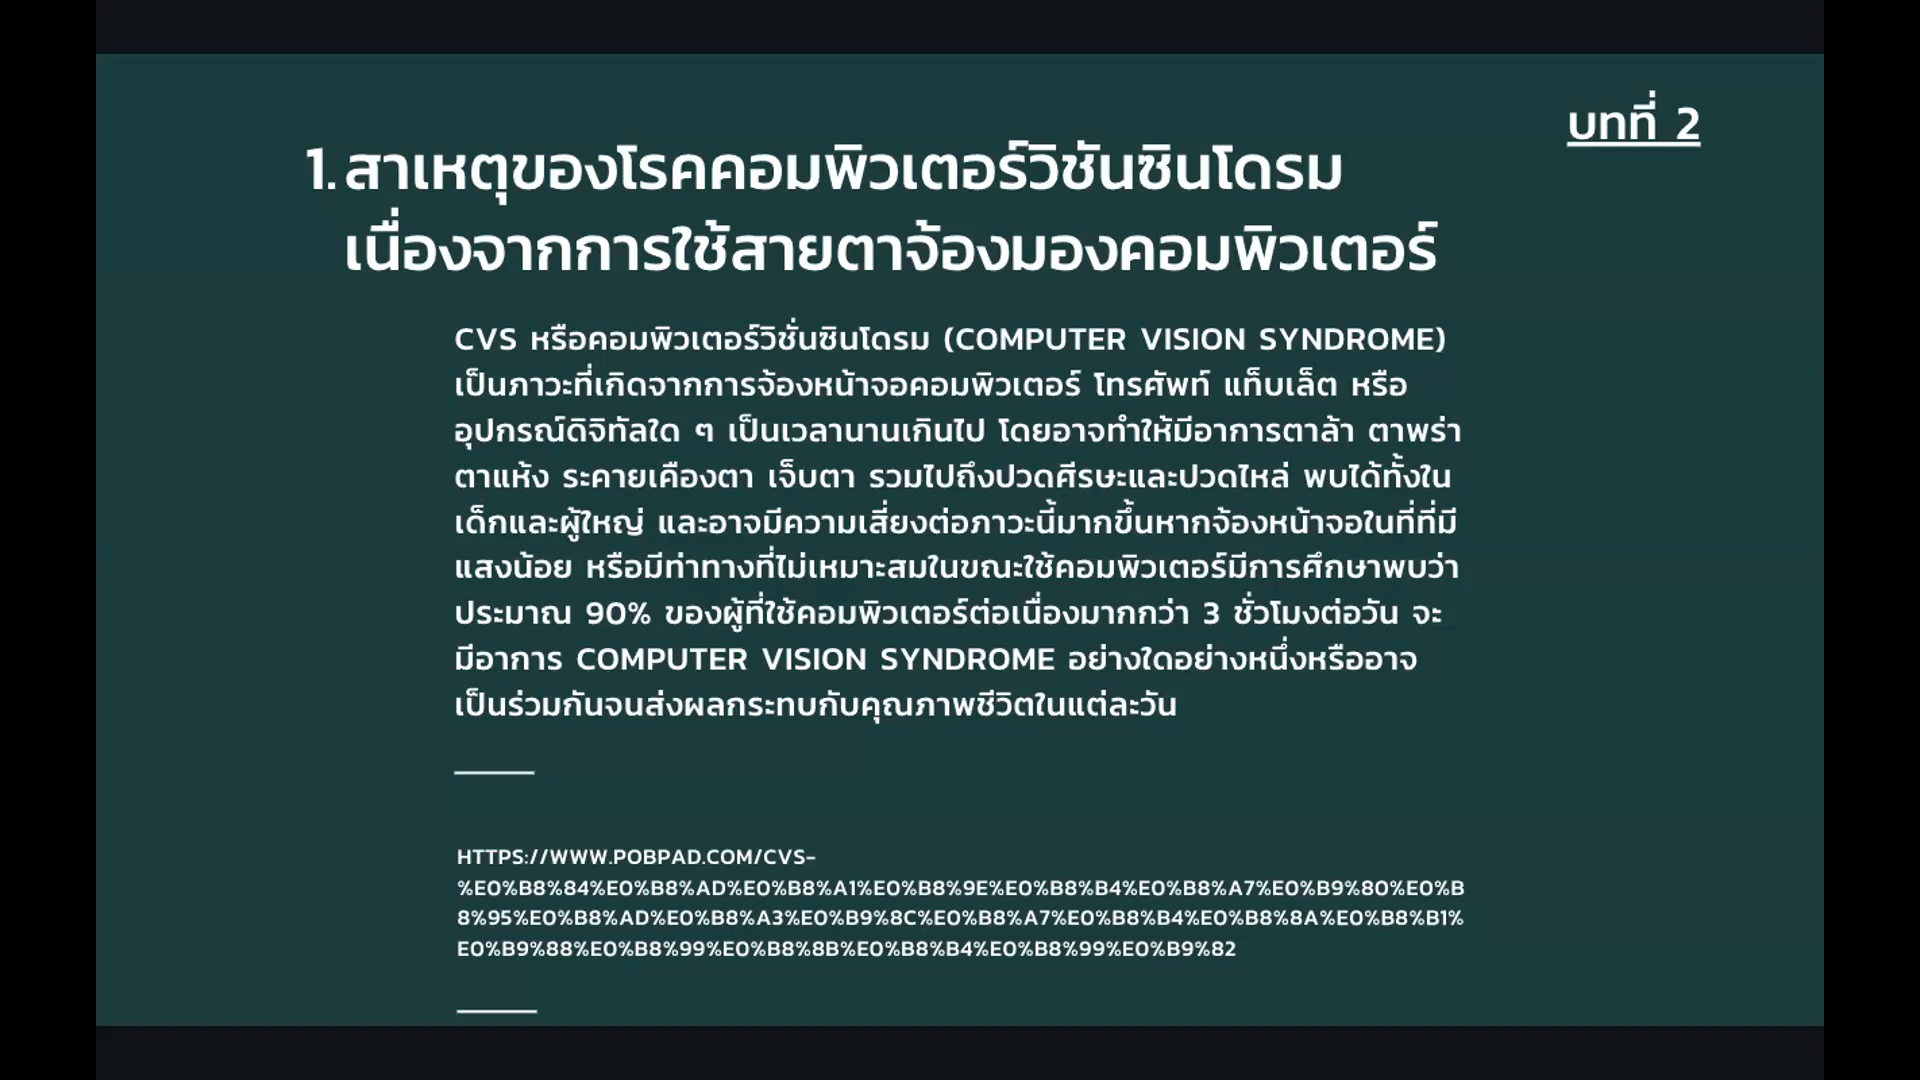 บทที่ 2
1. สาเหตุของโรคคอมพิวเตอร์วิชันซินโดรม
เนื่องจากการใช้สายตาจ้องมองคอมพิวเตอร์
CVS หรือคอมพิวเตอร์วิชั่นซินโดรม (COMPUTER VISION SYNDROME)
เป็นภาวะที่เกิดจากการจ้องหน้าจอคอมพิวเตอร์ โทรศัพท์ แท็บเล็ต หรือ
อุปกรณ์ดิจิทัลใด ๆ เป็นเวลานานเกินไป โดยอาจทำให้มีอาการตาล้า ตาพร่า
ตาแห้ง ระคายเคืองตา เจ็บตา รวมไปถึงปวดศีรษะและปวดไหล่ พบได้ทั้งใน
เด็กและผู้ใหญ่ และอาจมีความเสี่ยงต่อภาวะนี้มากขึ้นหากจ้องหน้าจอในที่ที่มี
แสงน้อย หรือมีท่าทางที่ไม่เหมาะสมในขณะใช้คอมพิวเตอร์มีการศึกษาพบว่า
ประมาณ 90% ของผู้ที่ใช้คอมพิวเตอร์ต่อเนื่องมากกว่า 3 ชั่วโมงต่อวัน จะ
มีอาการ COMPUTER VISION SYNDROME อย่างใดอย่างหนึ่งหรืออาจ
เป็นร่วมกันจนส่งผลกระทบกับคุณภาพชีวิตในแต่ละวัน
HTTPS://WWW.POBPAD.COM/CVS-
%E0%B8%84%E0%B8%AD%E0%B8%A1%E0%B8%9E%E0%B8%B4%E0%B8%A7%E0%B9%80%E0%B
8%95%E0%B8%AD%E0%B8%A3%E0%B9%8C%E0%B8%A7%E0%B8%B4%E0%B8%8A%E0%B8%B1%
E0%B9%88%E0%B8%99%E0%B8%8B%E0%B8%B4%E0%B8%99%E0%B9%82